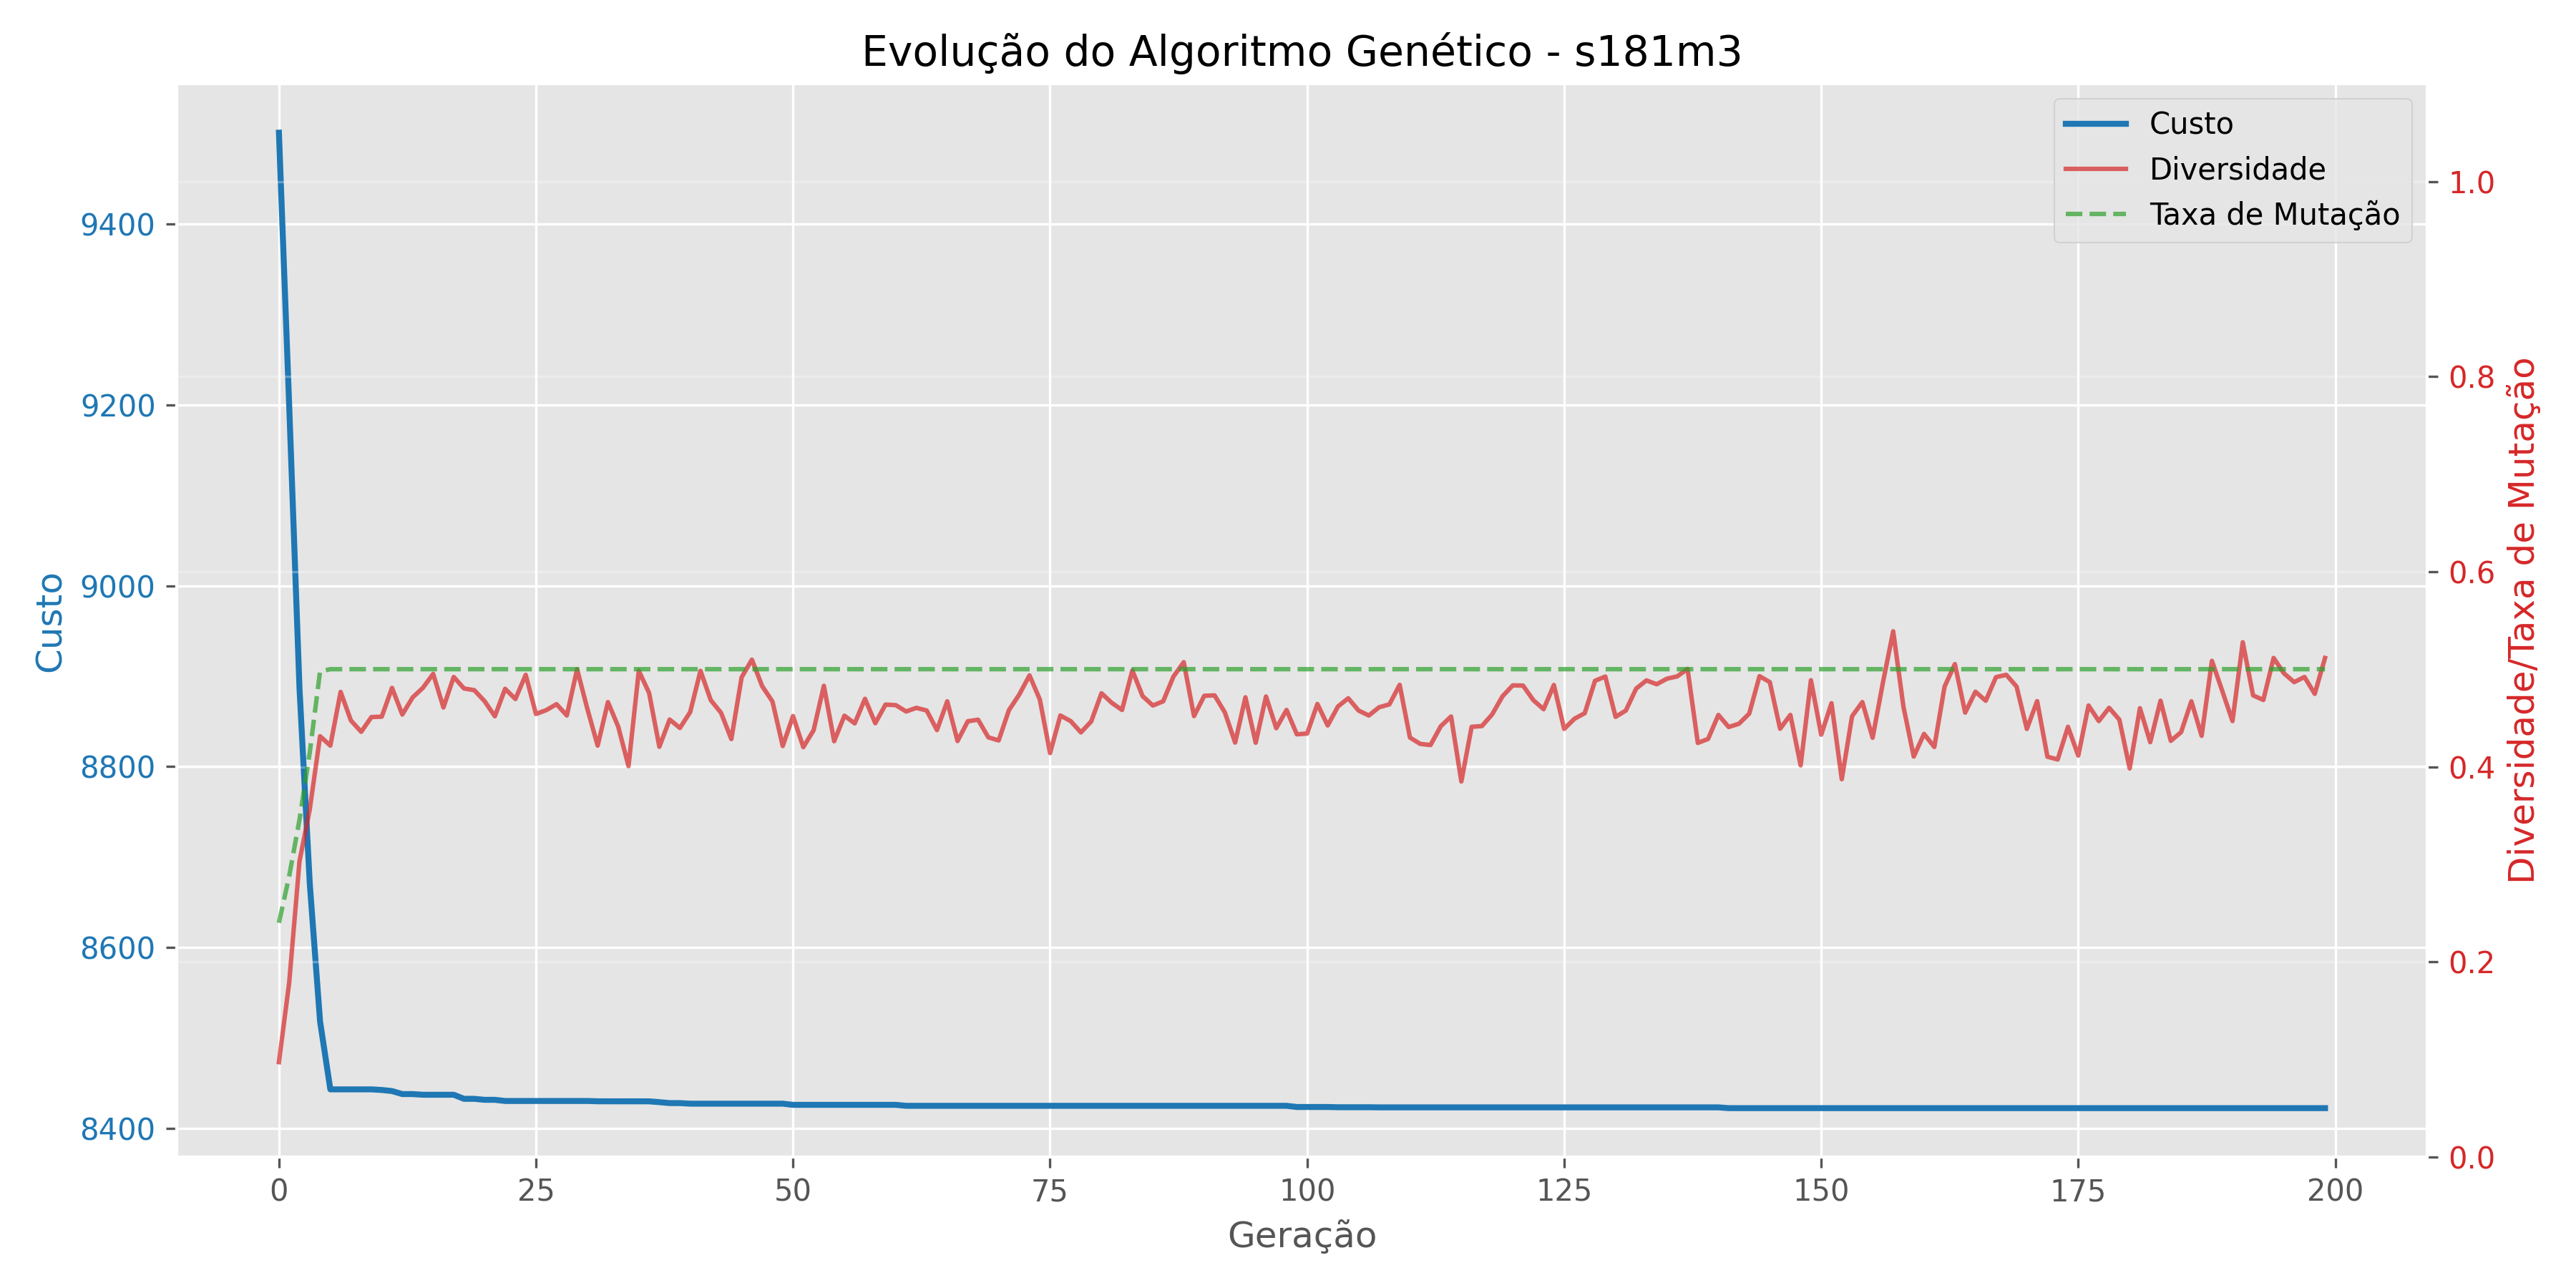 Evolução do Algoritmo Genético - s181m3
Custo
Diversidade
Taxa de Mutação
9400
9200
9000
8800
8600
8400
Custo
1.0
0.8
0.6
0.4
0.2
0.0
Diversidade/Taxa de Mutação
0 25 50 75 100 125 150 175 200
Geração